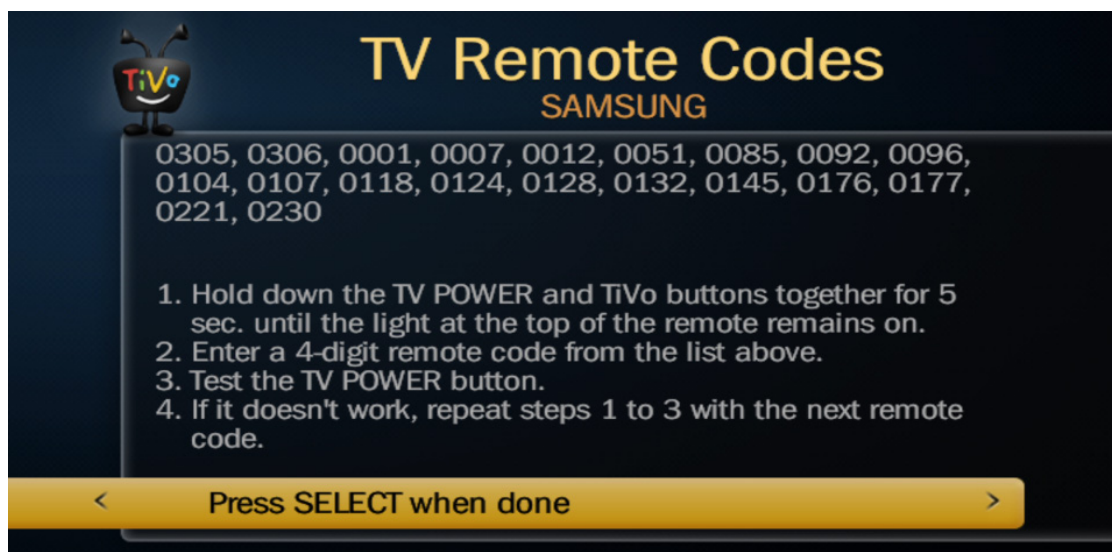 TiVo
TV Remote Codes
SAMSUNG
0305, 0306, 0001, 0007, 0012, 0051, 0085, 0092, 0096,
0104, 0107, 0118, 0124, 0128, 0132, 0145, 0176, 0177,
0221, 0230
1. Hold down the TV POWER and TiVo buttons together for 5
sec. until the light at the top of the remote remains on.
2. Enter a 4-digit remote code from the list above.
3. Test the TV POWER button.
4. If it doesn't work, repeat steps 1 to 3 with the next remote
code.
< Press SELECT when done >